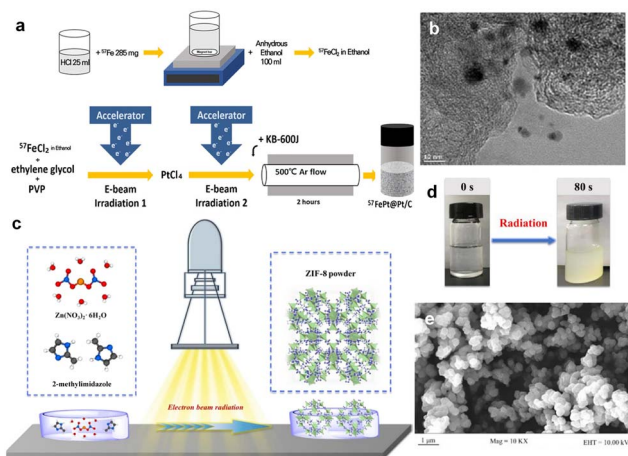 a
HCl 25 ml
+ ⁵⁷Fe 285 mg
Magnetic
+
Anhydrous
Ethanol
100 ml
⁵⁷FeCl₂ in Ethanol
⁵⁷FeCl₂ in Ethanol
+
ethylene glycol
+
PVP
Accelerator
e⁻ e⁻ e⁻ e⁻ e⁻
E-beam
Irradiation 1
PtCl₄
Accelerator
e⁻ e⁻ e⁻ e⁻ e⁻
E-beam
Irradiation 2
+ KB-600J
500℃ Ar flow
2 hours
⁵⁷FePt@Pt/C
b
10 nm
c
Zn(NO₃)₂· 6H₂O
2-methylimidazole
Electron beam radiation
ZIF-8 powder
d
0 s
Radiation
80 s
e
1 μm
Mag = 10 KX
EHT = 10.00 kV